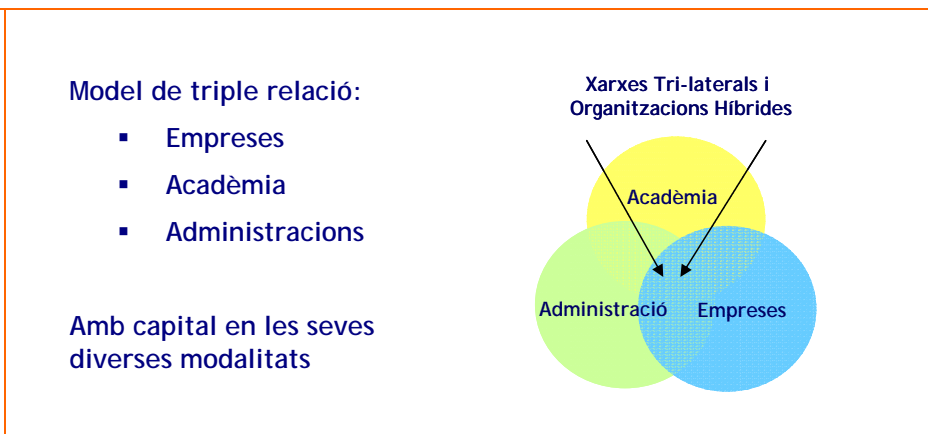 Model de triple relació:
▪ Empreses
▪ Acadèmia
▪ Administracions
Amb capital en les seves
diverses modalitats
Xarxes Tri-laterals i
Organitzacions Híbrides
Acadèmia
Administració
Empreses